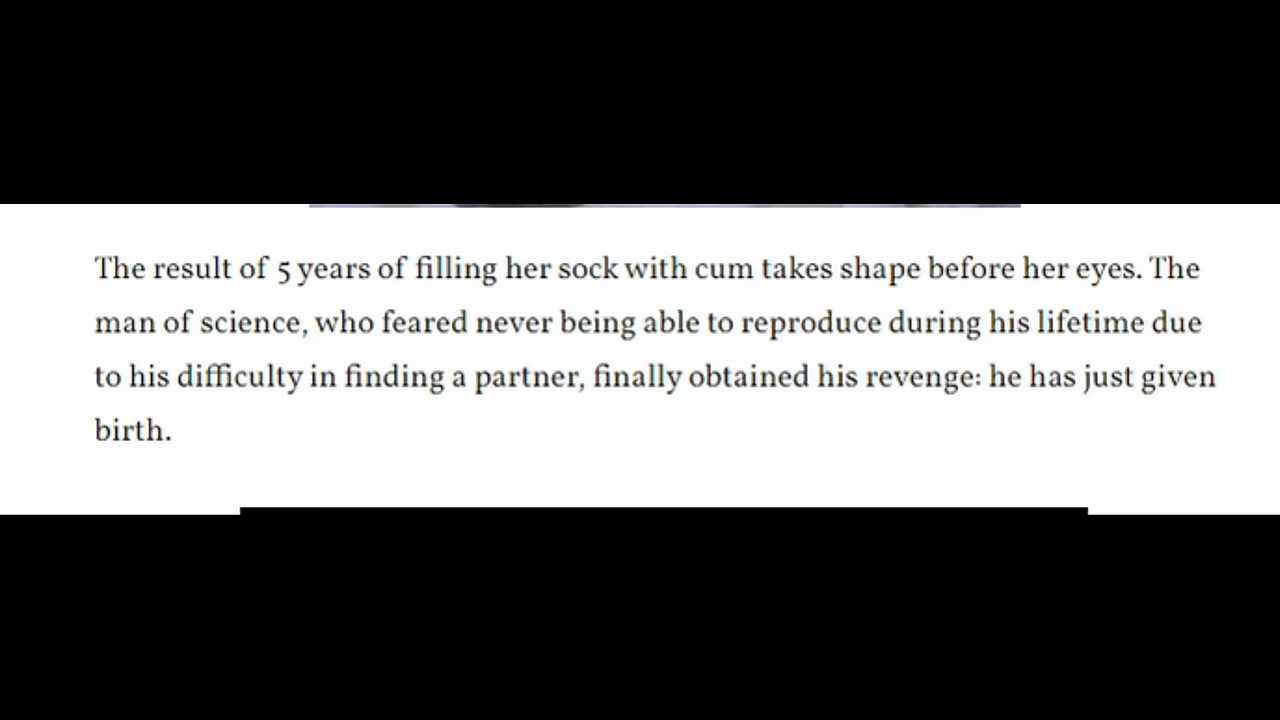 The result of 5 years of filling her sock with cum takes shape before her eyes. The
man of science, who feared never being able to reproduce during his lifetime due
to his difficulty in finding a partner, finally obtained his revenge: he has just given
birth.